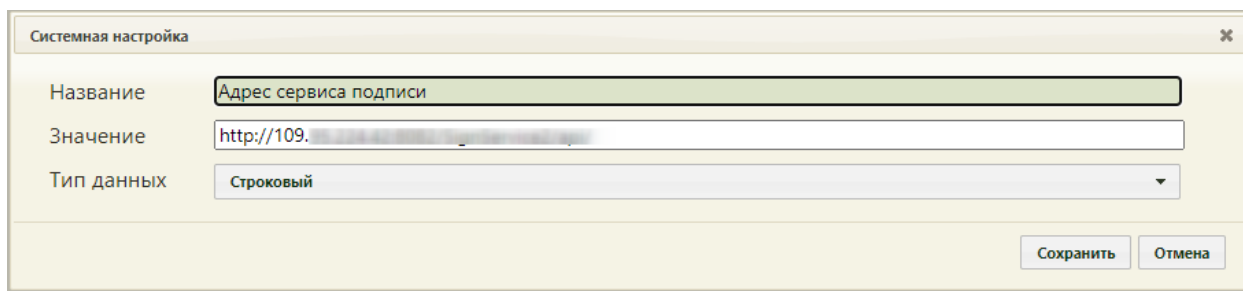 Системная настройка
Название Адрес сервиса подписи
Значение http://109.
Тип данных Строковый
Сохранить Отмена